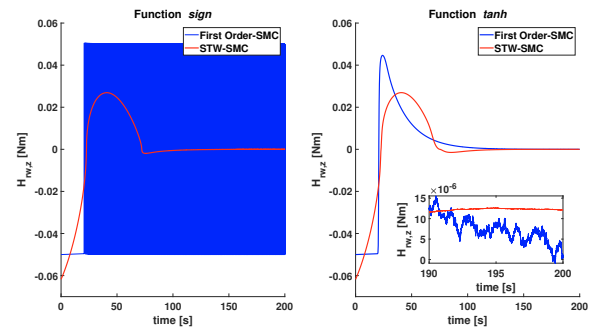 Function sign
First Order-SMC
STW-SMC
0.06
0.04
0.02
0
-0.02
-0.04
-0.06
H_rw,z [Nm]
0
50
100
150
200
time [s]
Function tanh
First Order-SMC
STW-SMC
0.06
0.04
0.02
0
-0.02
-0.04
-0.06
H_rw,z [Nm]
×10^-6
15
10
5
0
H_rw,z [Nm]
190
195
200
time [s]
0
50
100
150
200
time [s]